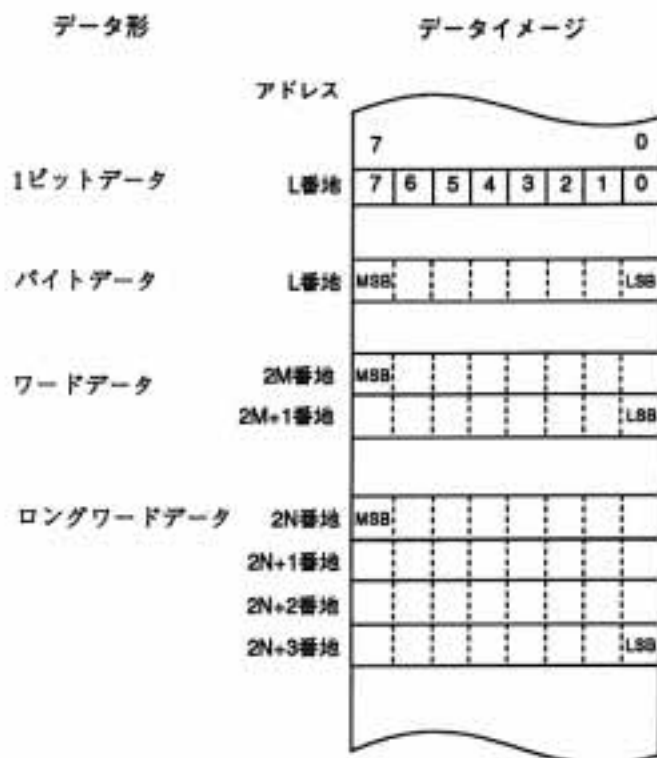 データ形 データイメージ
アドレス
7 0
1ビットデータ L番地 7 6 5 4 3 2 1 0
バイトデータ L番地 MSB LSB
ワードデータ 2M番地 MSB
2M+1番地 LSB
ロングワードデータ 2N番地 MSB
2N+1番地
2N+2番地
2N+3番地 LSB